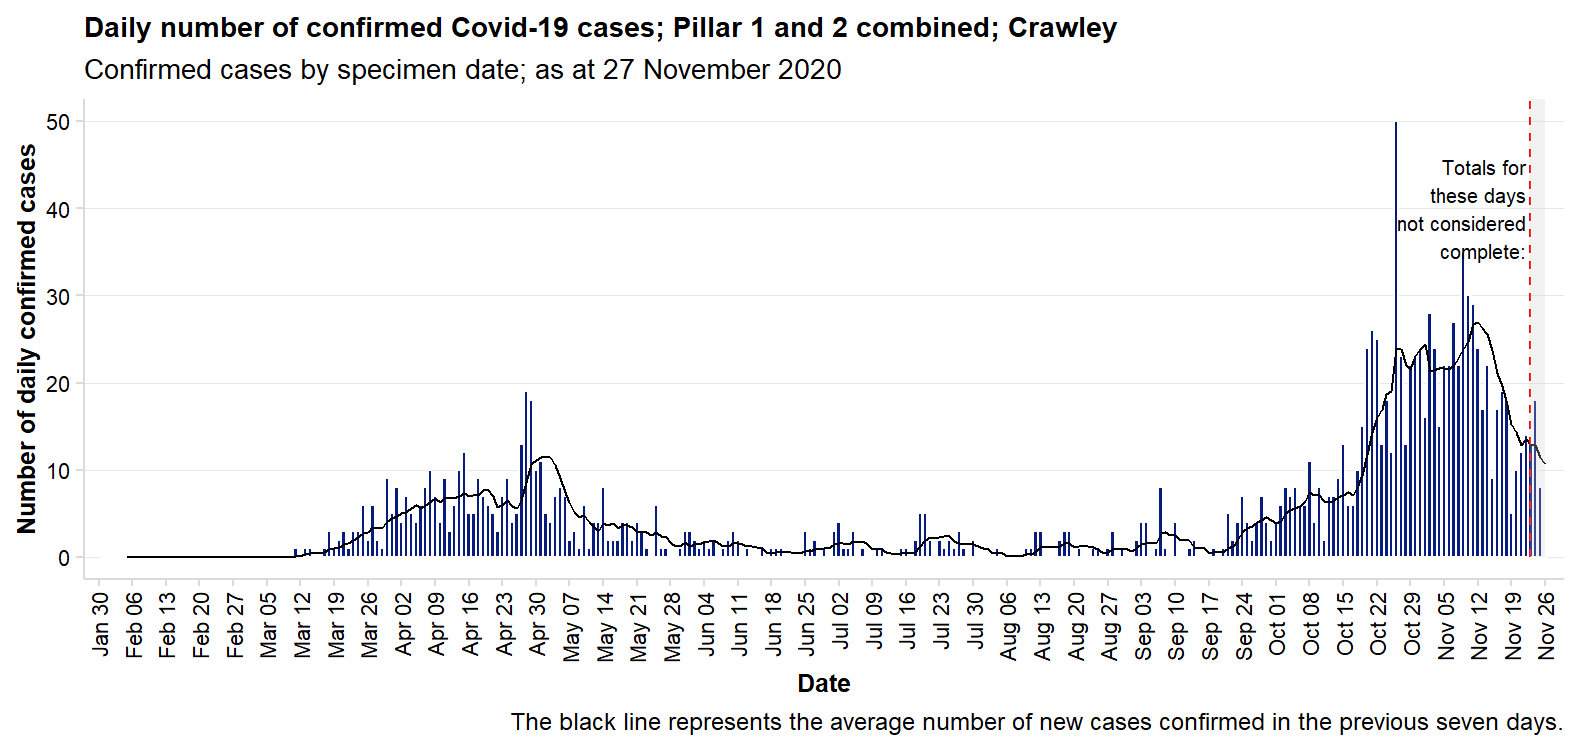 Daily number of confirmed Covid-19 cases; Pillar 1 and 2 combined; Crawley
Confirmed cases by specimen date; as at 27 November 2020
Number of daily confirmed cases
50
40
30
20
10
0
Totals for
these days
not considered
complete:
Jan 30
Feb 06
Feb 13
Feb 20
Feb 27
Mar 05
Mar 12
Mar 19
Mar 26
Apr 02
Apr 09
Apr 16
Apr 23
Apr 30
May 07
May 14
May 21
May 28
Jun 04
Jun 11
Jun 18
Jun 25
Jul 02
Jul 09
Jul 16
Jul 23
Jul 30
Aug 06
Aug 13
Aug 20
Aug 27
Sep 03
Sep 10
Sep 17
Sep 24
Oct 01
Oct 08
Oct 15
Oct 22
Oct 29
Nov 05
Nov 12
Nov 19
Nov 26
Date
The black line represents the average number of new cases confirmed in the previous seven days.